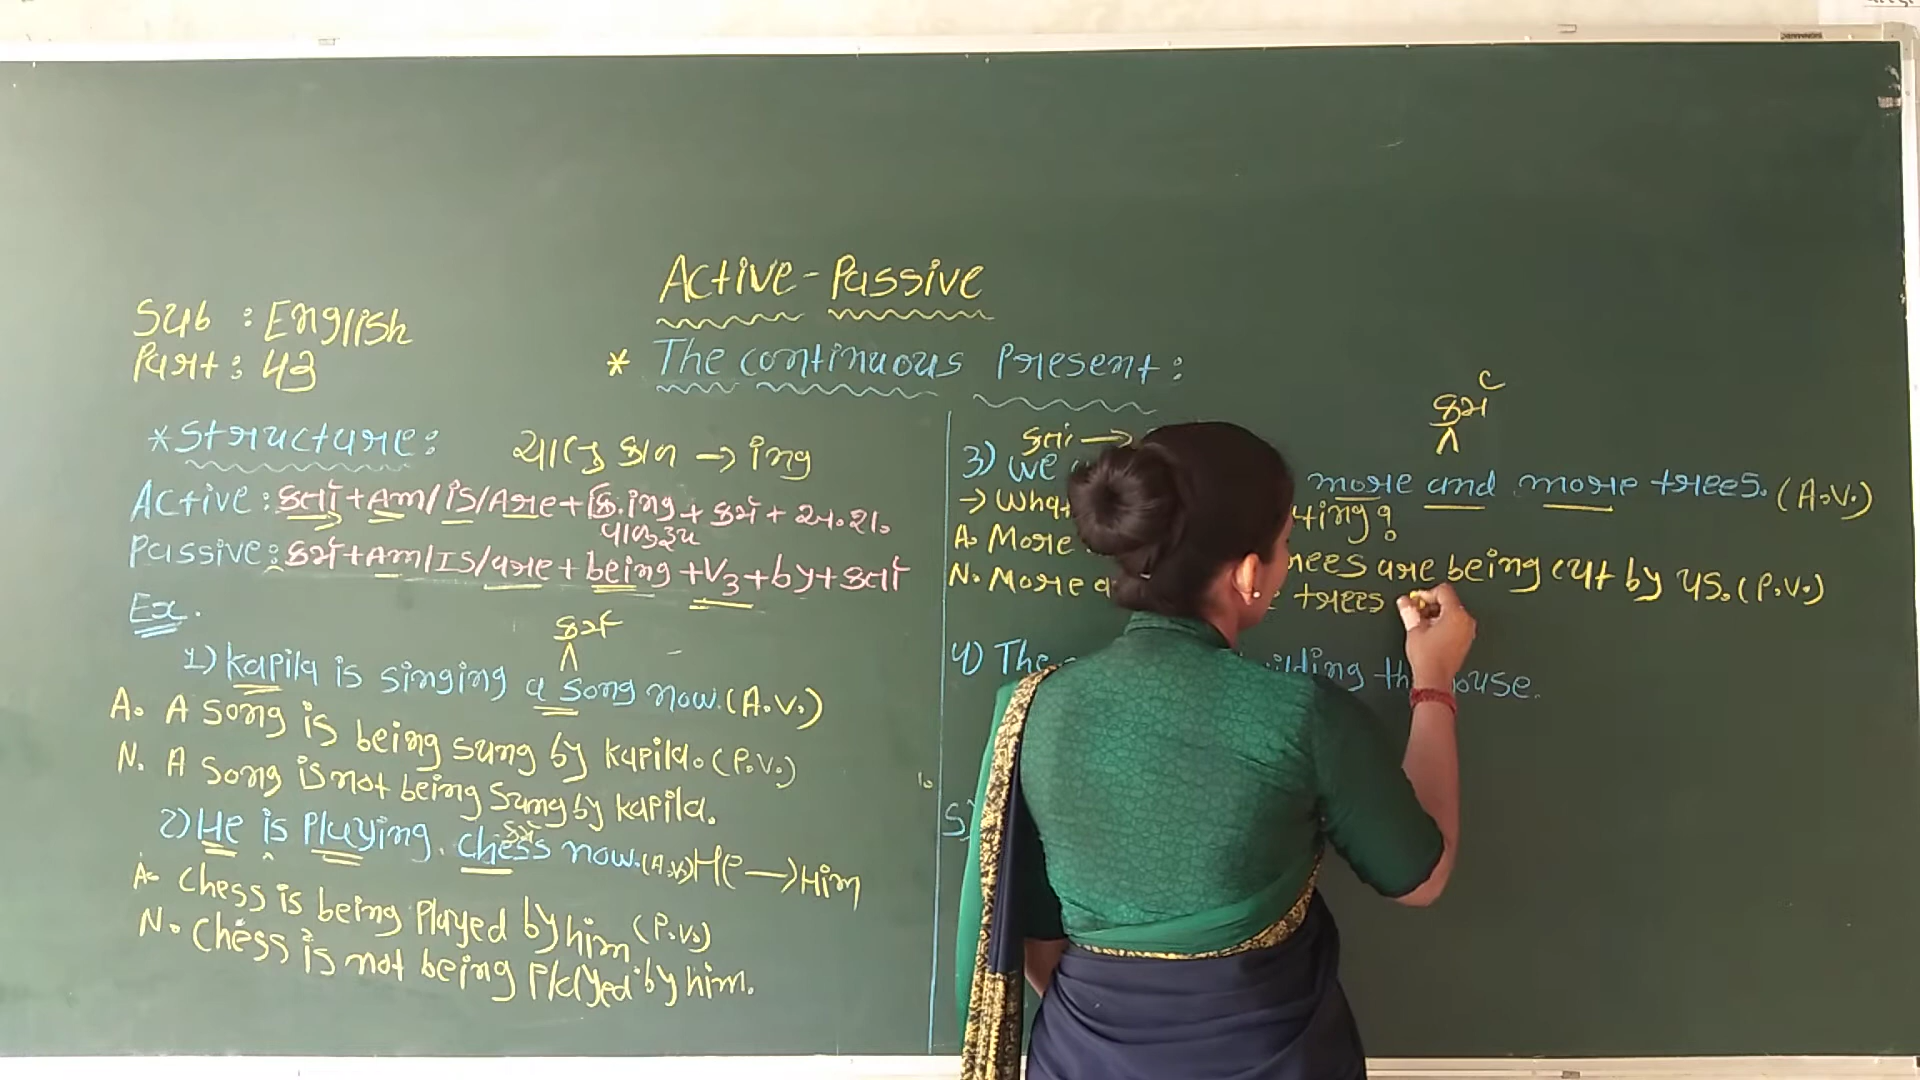 Active-Passive
Sub : English
Part : 43
* The continuous Present :
* Structure :
ચાલુ કાળ → ing
Active : કર્તા + Am/is/Are + ક્રિ.ing + કર્મ + અ.શ.
વાળુ રૂપ
Passive : કર્મ + Am/Is/are + being + V3 + by + કર્તા
Ex.
કર્મ
1) Kapila is singing a song now. (A.V.)
A. A song is being sung by Kapila. (P.V.)
N. A song is not being sung by Kapila.
કર્મ
2) He is Playing chess now. (A.V.) He → Him
A. Chess is being Played by him (P.V.)
N. Chess is not being Played by him.
કર્તા →
કર્મ
3) We more and more trees. (A.V.)
→ What
A. More trees are being cut by us. (P.V.)
N. More trees
4) The building the house.
5)